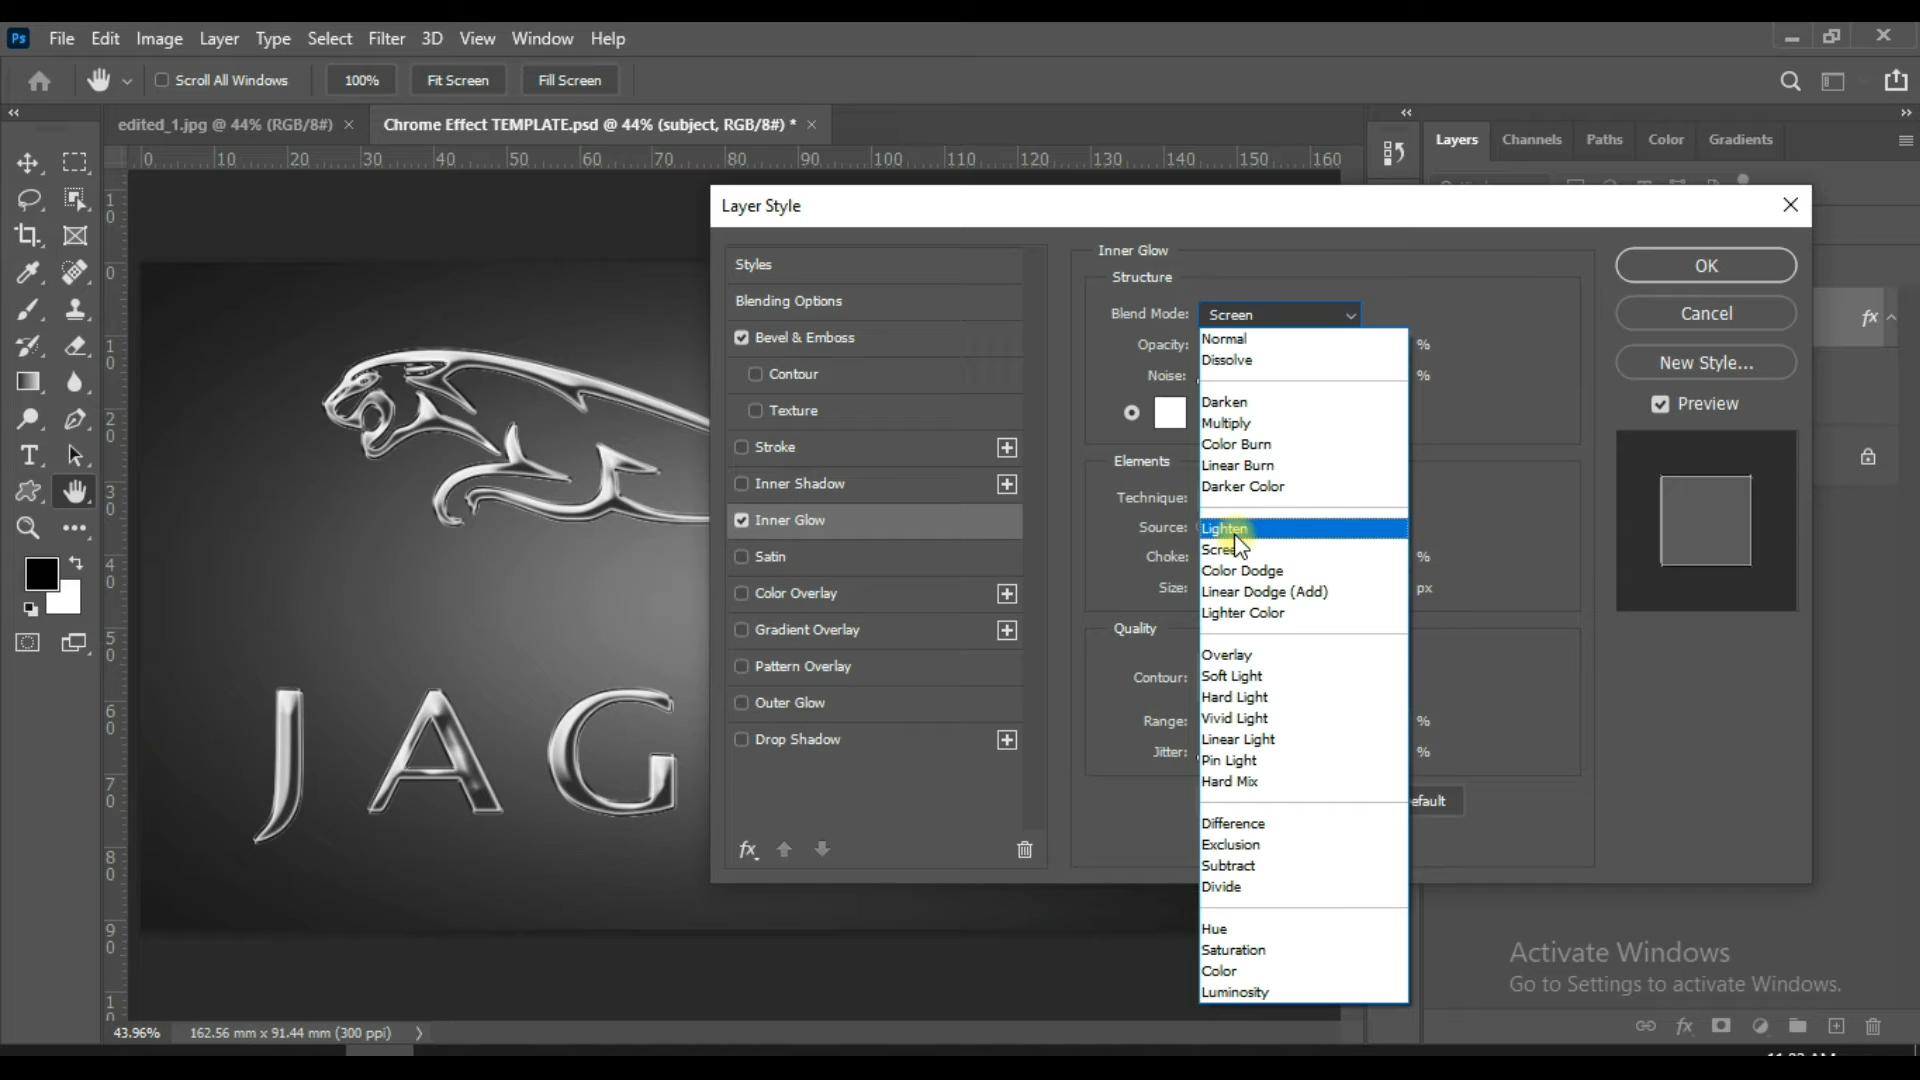 Ps File Edit Image Layer Type Select Filter 3D View Window Help
Scroll All Windows 100% Fit Screen Fill Screen
edited_1.jpg @ 44% (RGB/8#) × Chrome Effect TEMPLATE.psd @ 44% (subject, RGB/8#) * ×
0 10 20 30 40 50 60 70 80 90 100 110 120 130 140 150 160
Layers Channels Paths Color Gradients
Layer Style
Styles
Blending Options
Bevel & Emboss
Contour
Texture
Stroke
Inner Shadow
Inner Glow
Satin
Color Overlay
Gradient Overlay
Pattern Overlay
Outer Glow
Drop Shadow
fx
Inner Glow
Structure
Blend Mode: Screen
Opacity: %
Noise: %
Elements
Technique:
Source:
Choke: %
Size: px
Quality
Contour:
Range: %
Jitter: %
efault
Normal
Dissolve
Darken
Multiply
Color Burn
Linear Burn
Darker Color
Lighten
Screen
Color Dodge
Linear Dodge (Add)
Lighter Color
Overlay
Soft Light
Hard Light
Vivid Light
Linear Light
Pin Light
Hard Mix
Difference
Exclusion
Subtract
Divide
Hue
Saturation
Color
Luminosity
OK
Cancel
New Style...
Preview
fx
JAG
Activate Windows
Go to Settings to activate Windows.
43.96% 162.56 mm x 91.44 mm (300 ppi)
fx